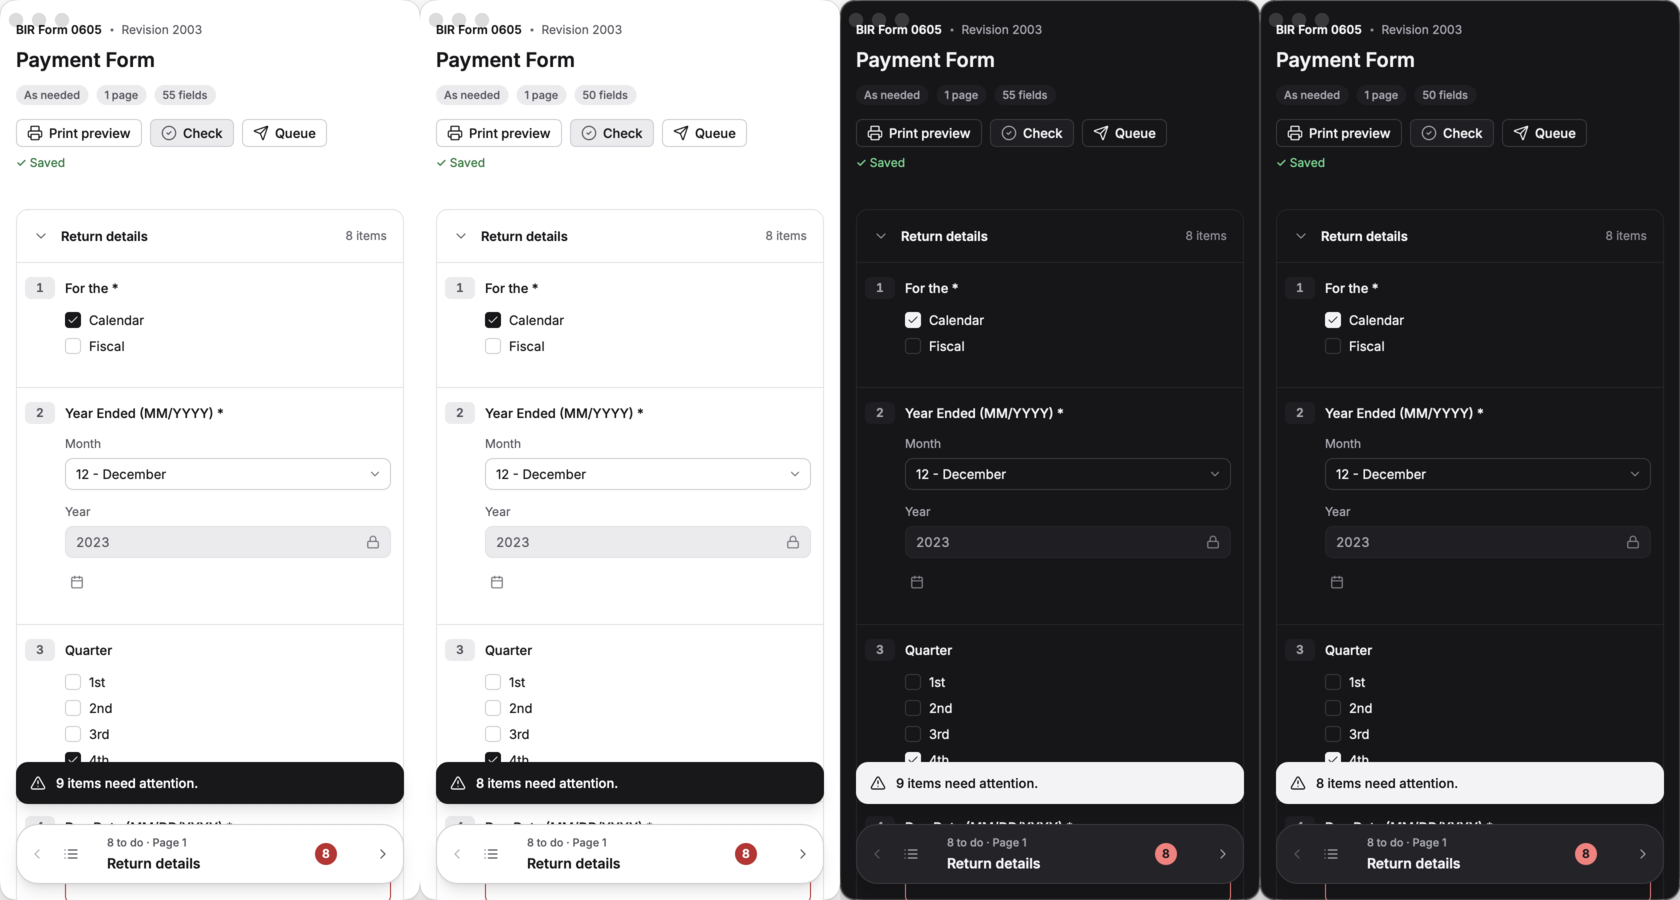 BIR Form 0605 • Revision 2003
Payment Form
As needed 1 page 55 fields
Print preview Check Queue
Saved
Return details 8 items
1 For the *
Calendar
Fiscal
2 Year Ended (MM/YYYY) *
Month
12 - December
Year
2023
3 Quarter
1st
2nd
3rd
4th
9 items need attention.
8 to do · Page 1
Return details
8
BIR Form 0605 • Revision 2003
Payment Form
As needed 1 page 50 fields
Print preview Check Queue
Saved
Return details 8 items
1 For the *
Calendar
Fiscal
2 Year Ended (MM/YYYY) *
Month
12 - December
Year
2023
3 Quarter
1st
2nd
3rd
4th
8 items need attention.
8 to do · Page 1
Return details
8
BIR Form 0605 • Revision 2003
Payment Form
As needed 1 page 55 fields
Print preview Check Queue
Saved
Return details 8 items
1 For the *
Calendar
Fiscal
2 Year Ended (MM/YYYY) *
Month
12 - December
Year
2023
3 Quarter
1st
2nd
3rd
4th
9 items need attention.
8 to do · Page 1
Return details
8
BIR Form 0605 • Revision 2003
Payment Form
As needed 1 page 50 fields
Print preview Check Queue
Saved
Return details 8 items
1 For the *
Calendar
Fiscal
2 Year Ended (MM/YYYY) *
Month
12 - December
Year
2023
3 Quarter
1st
2nd
3rd
4th
8 items need attention.
8 to do · Page 1
Return details
8